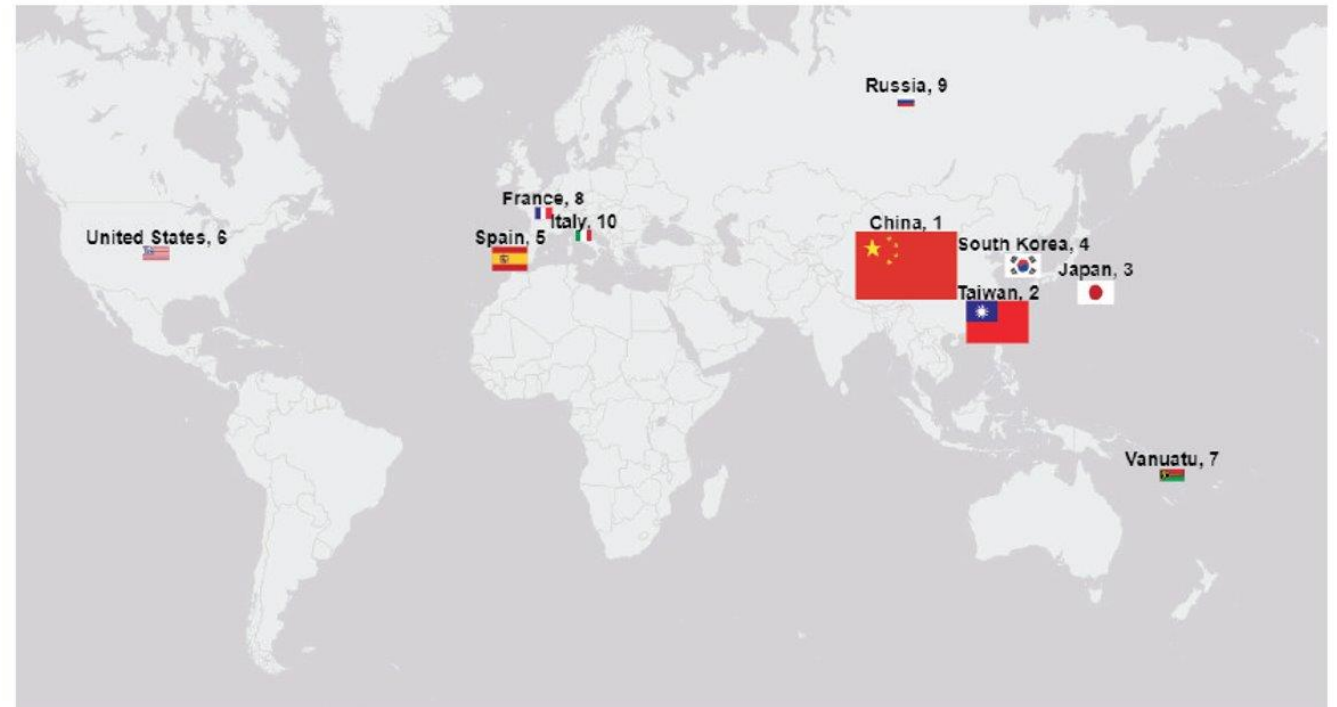 Russia, 9
France, 8
Italy, 10
United States, 6
Spain, 5
China, 1
South Korea, 4
Japan, 3
Taiwan, 2
Vanuatu, 7